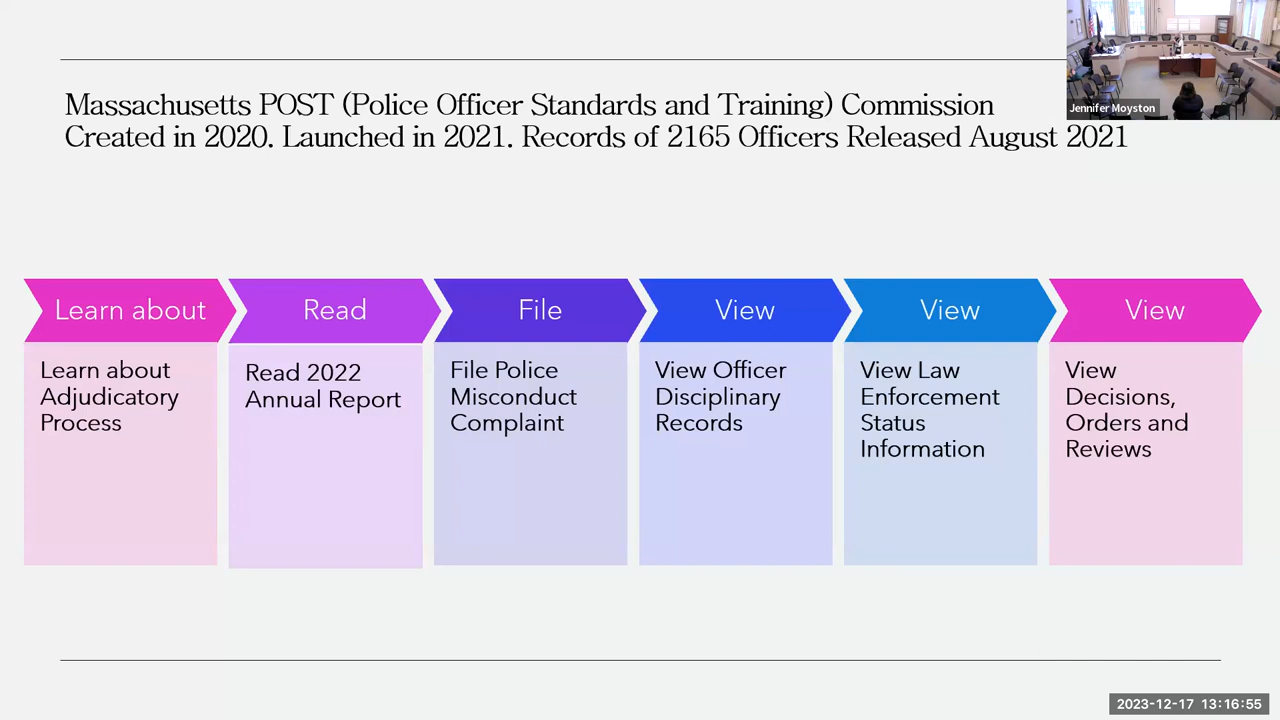 Massachusetts POST (Police Officer Standards and Training) Commission
Created in 2020. Launched in 2021. Records of 2165 Officers Released August 2021
Jennifer Moyston
Learn about
Learn about
Adjudicatory
Process
Read
Read 2022
Annual Report
File
File Police
Misconduct
Complaint
View
View Officer
Disciplinary
Records
View
View Law
Enforcement
Status
Information
View
View
Decisions,
Orders and
Reviews
2023-12-17 13:16:55